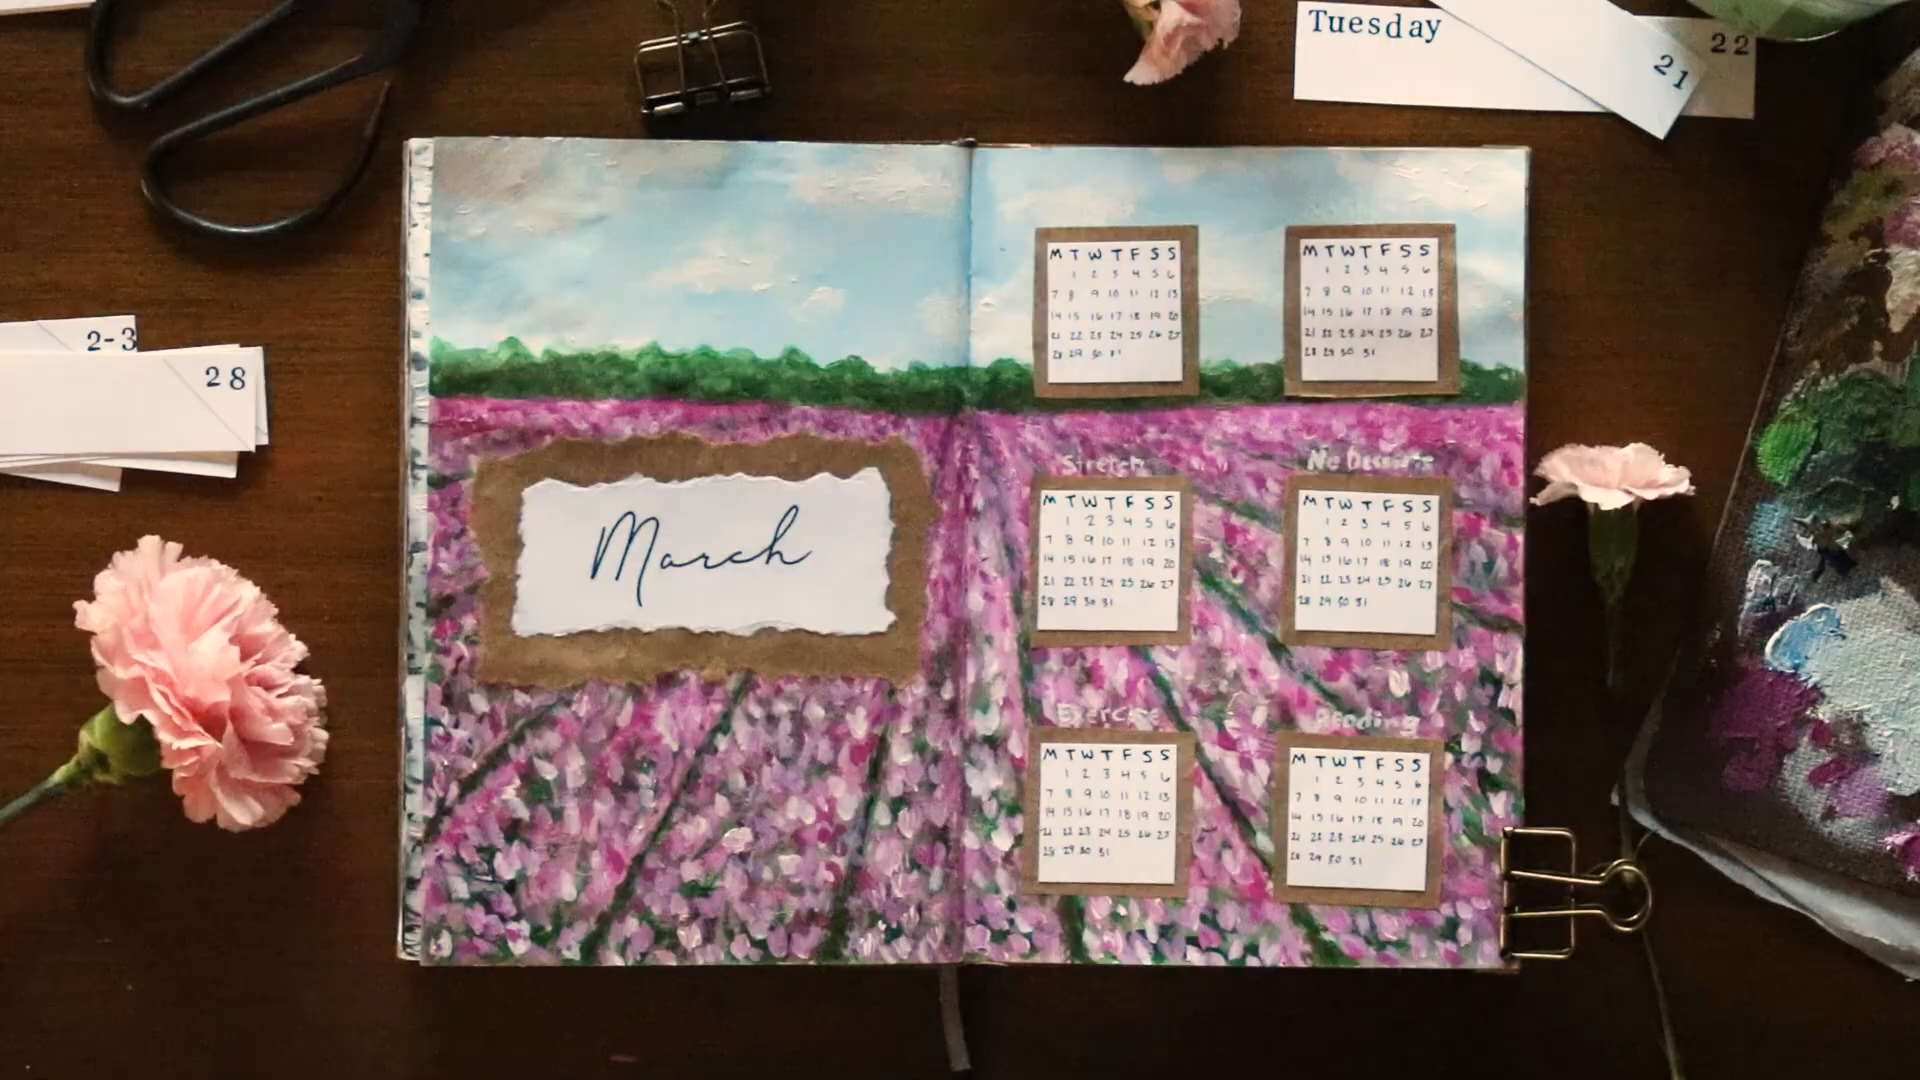 Tuesday
22
21
2-3
28
March
M T W T F S S
1 2 3 4 5 6
7 8 9 10 11 12 13
14 15 16 17 18 19 20
21 22 23 24 25 26 27
28 29 30 31
M T W T F S S
1 2 3 4 5 6
7 8 9 10 11 12 13
14 15 16 17 18 19 20
21 22 23 24 25 26 27
28 29 30 31
Stretch
M T W T F S S
1 2 3 4 5 6
7 8 9 10 11 12 13
14 15 16 17 18 19 20
21 22 23 24 25 26 27
28 29 30 31
No Desserts
M T W T F S S
1 2 3 4 5 6
7 8 9 10 11 12 13
14 15 16 17 18 19 20
21 22 23 24 25 26 27
28 29 30 31
Exercise
M T W T F S S
1 2 3 4 5 6
7 8 9 10 11 12 13
14 15 16 17 18 19 20
21 22 23 24 25 26 27
28 29 30 31
Reading
M T W T F S S
1 2 3 4 5 6
7 8 9 10 11 12 13
14 15 16 17 18 19 20
21 22 23 24 25 26 27
28 29 30 31